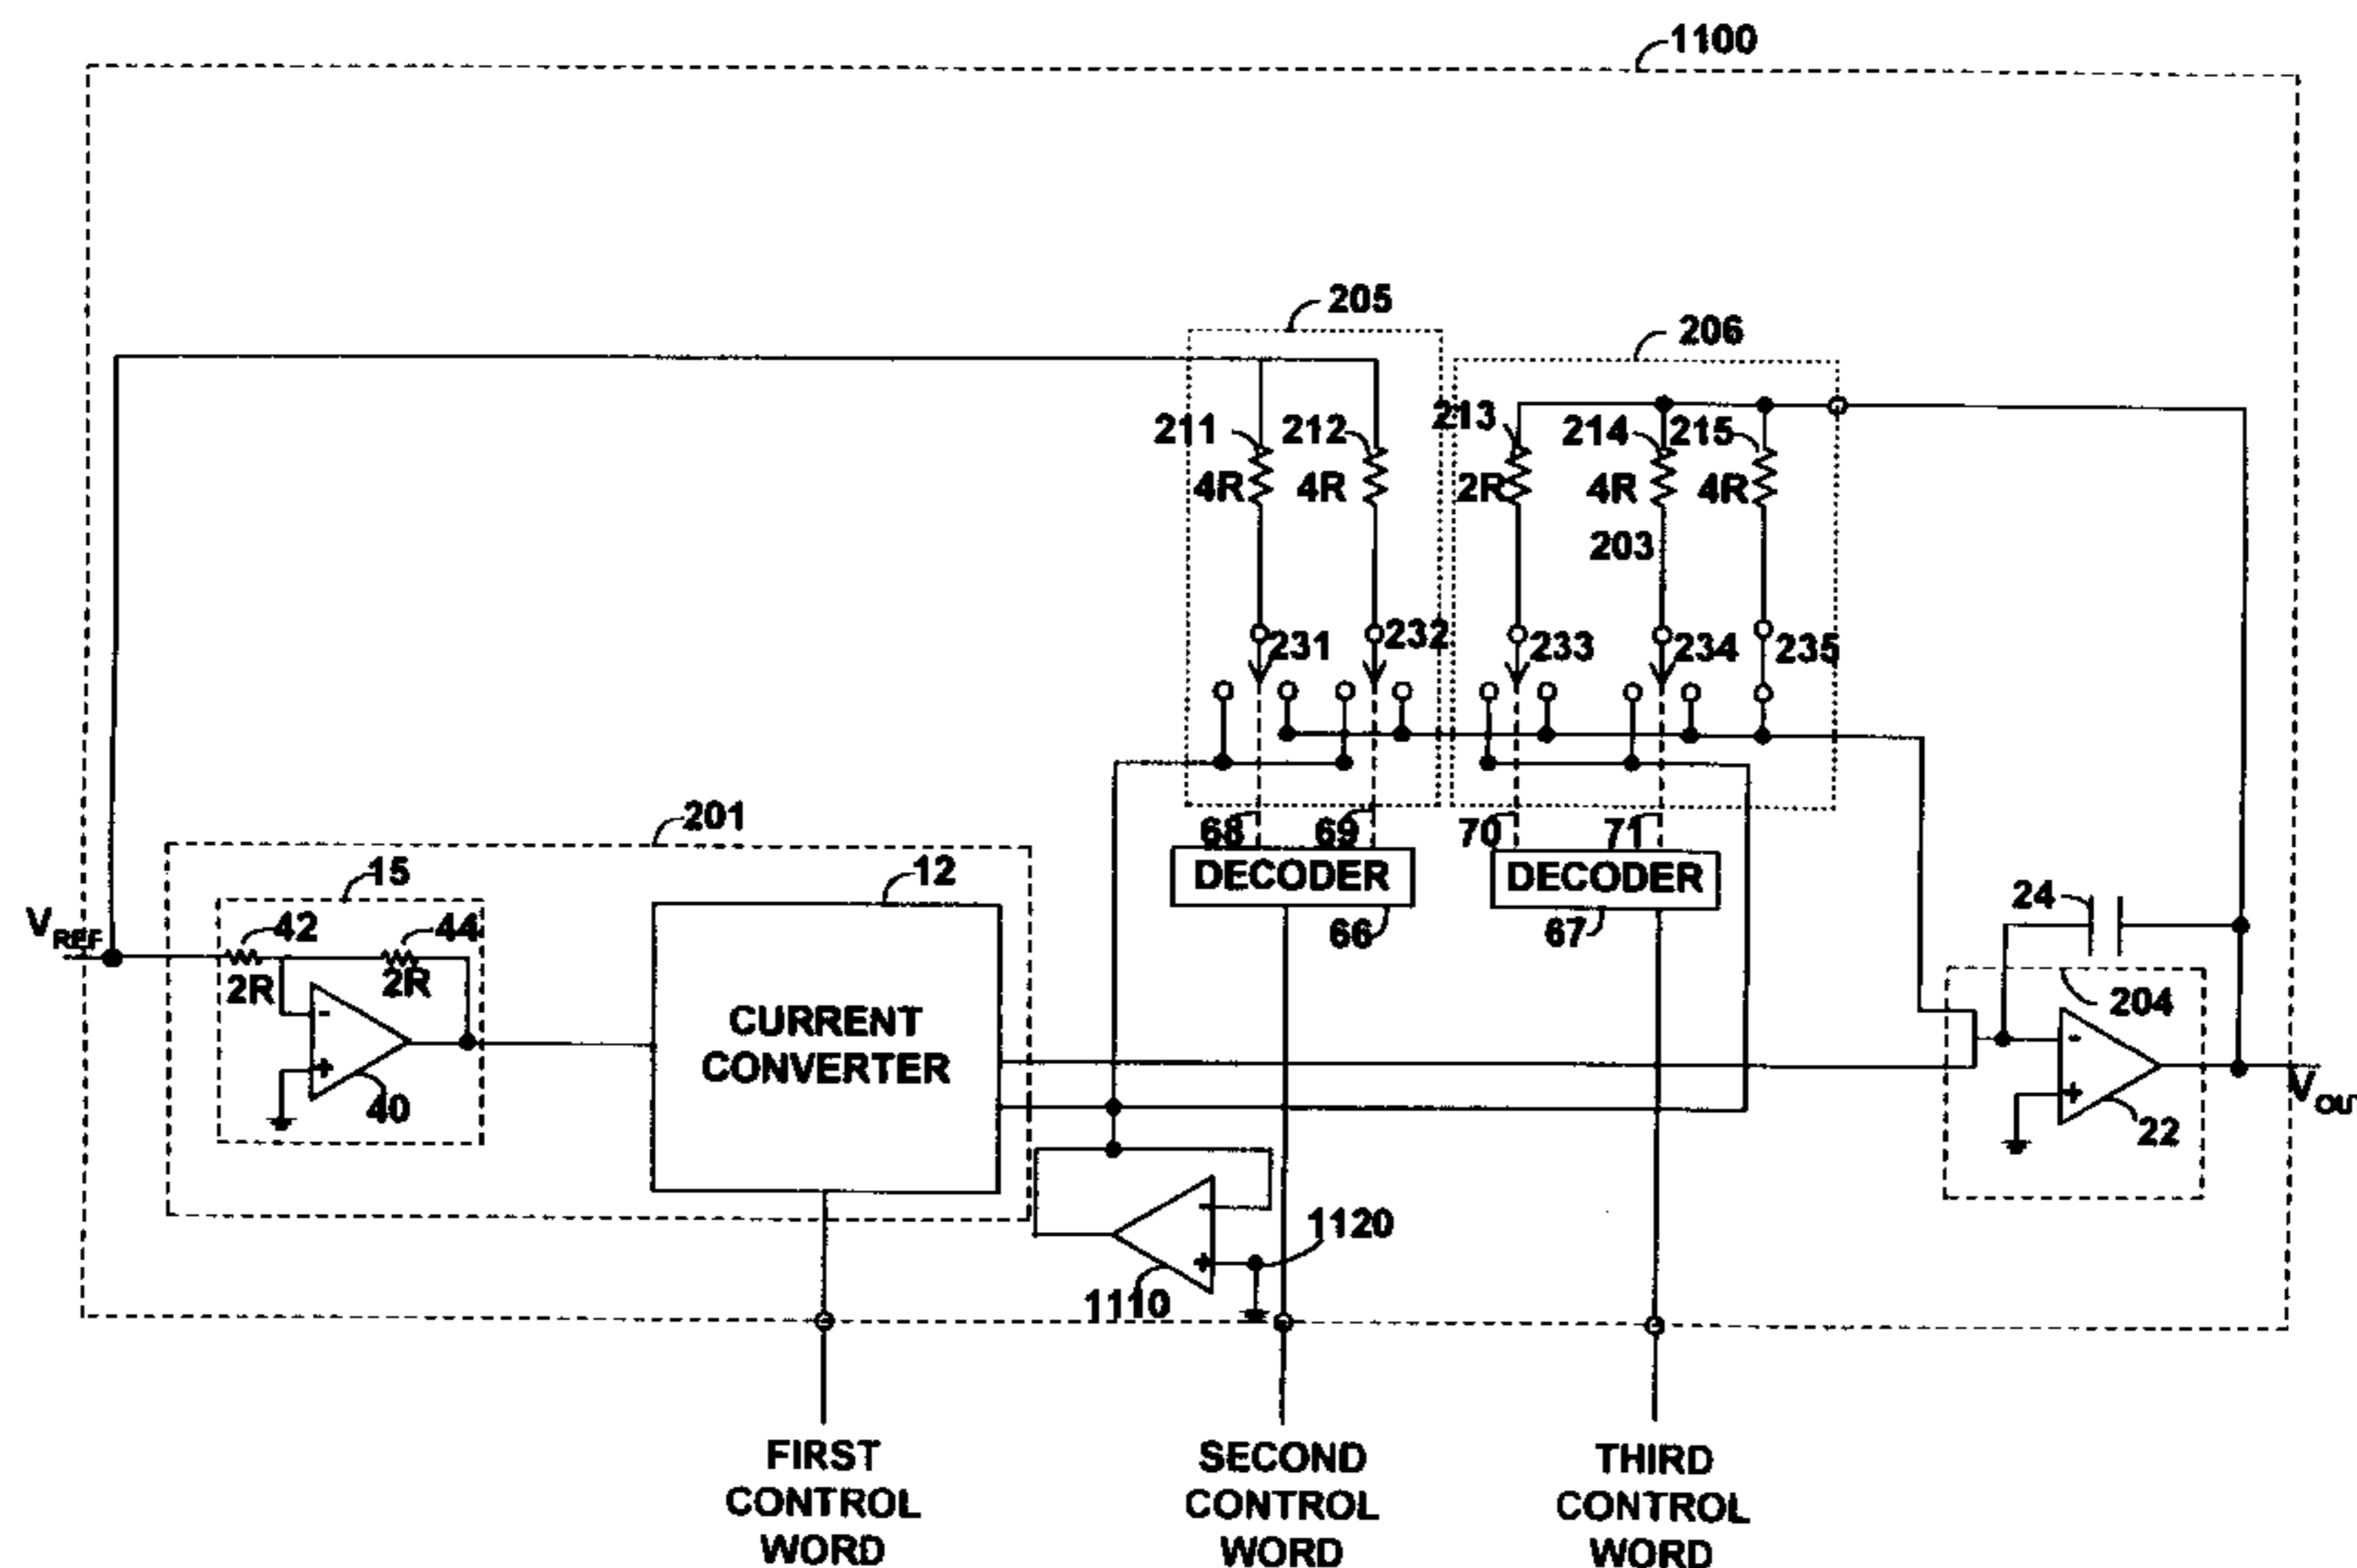 1100
205
206
211
212
213
214
215
4R
4R
2R
4R
4R
203
231
232
233
234
235
201
68
69
70
71
15
12
DECODER
DECODER
24
VREF
42
44
66
67
2R
2R
204
-
CURRENT
CONVERTER
-
+
40
+
22
VOU
-
+
1120
1110
FIRST
CONTROL
WORD
SECOND
CONTROL
WORD
THIRD
CONTROL
WORD